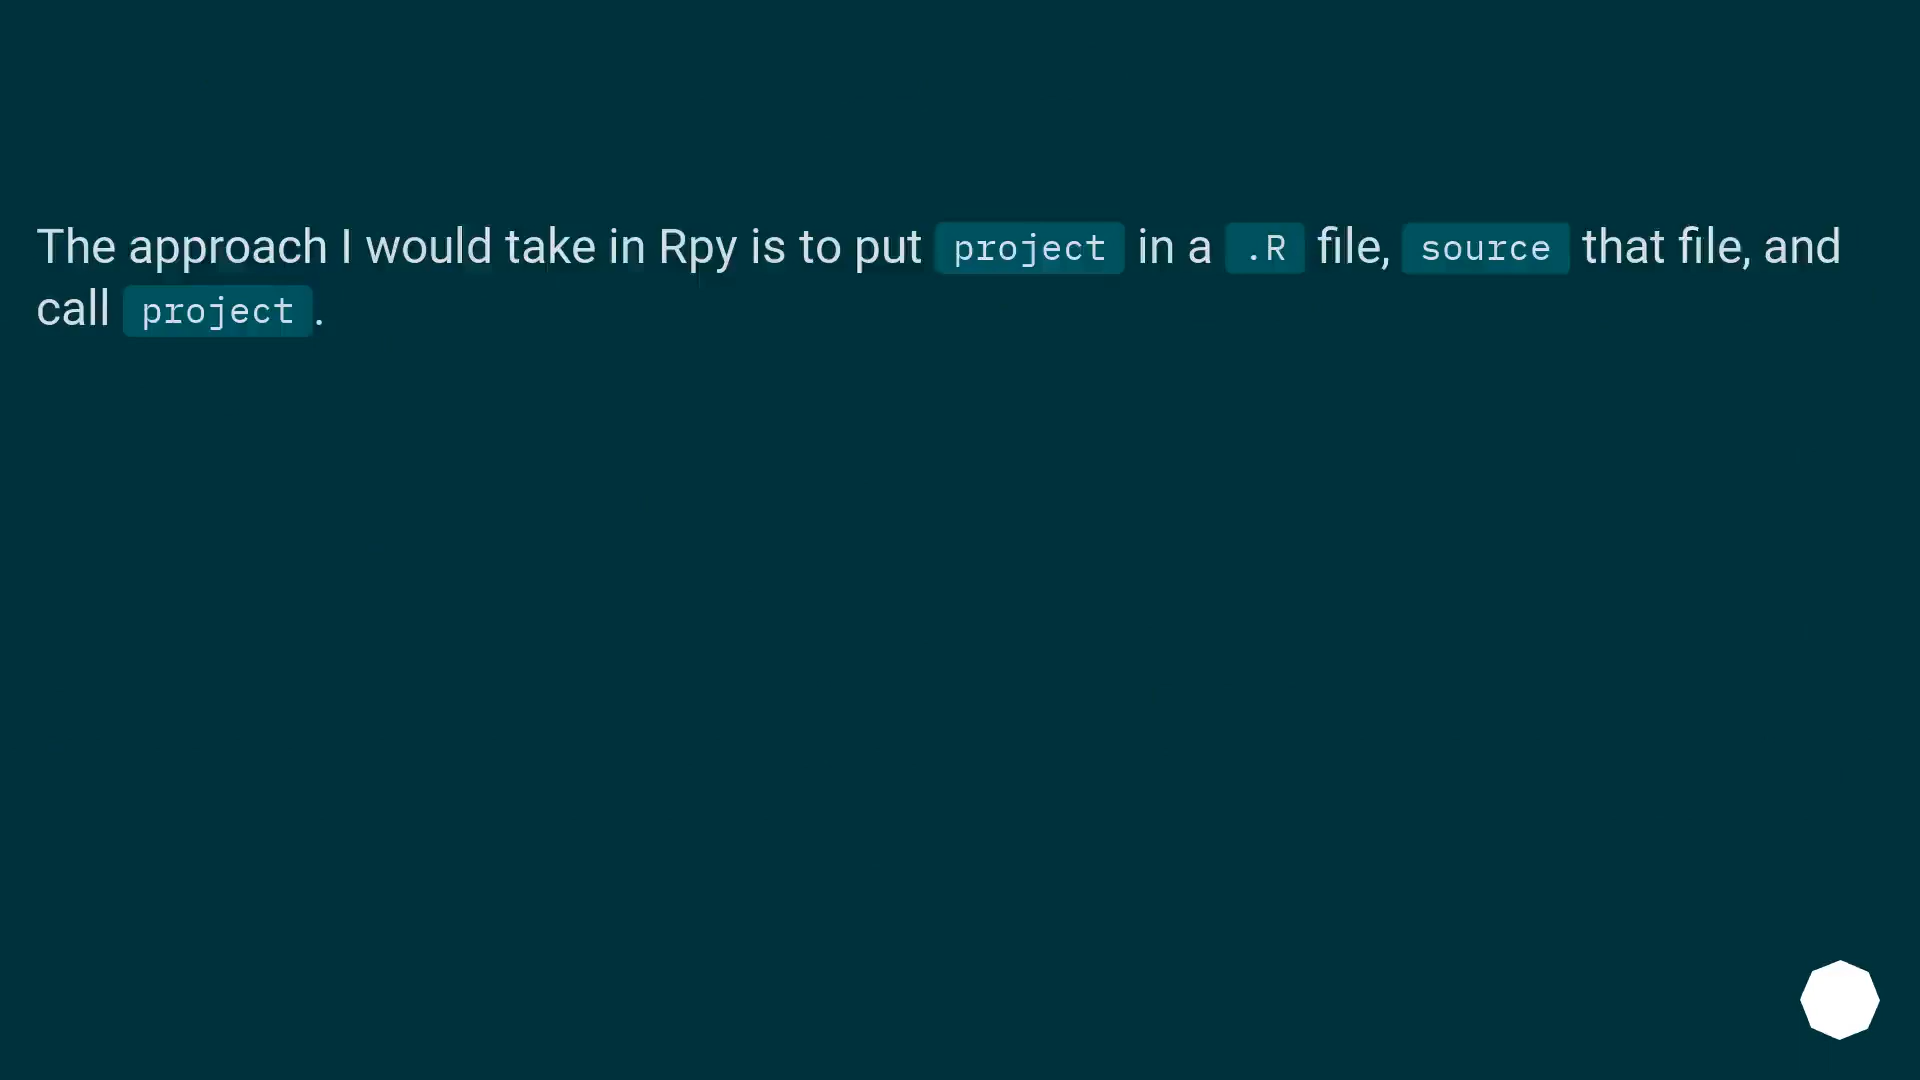 The approach I would take in Rpy is to put project in a .R file, source that file, and
call project.